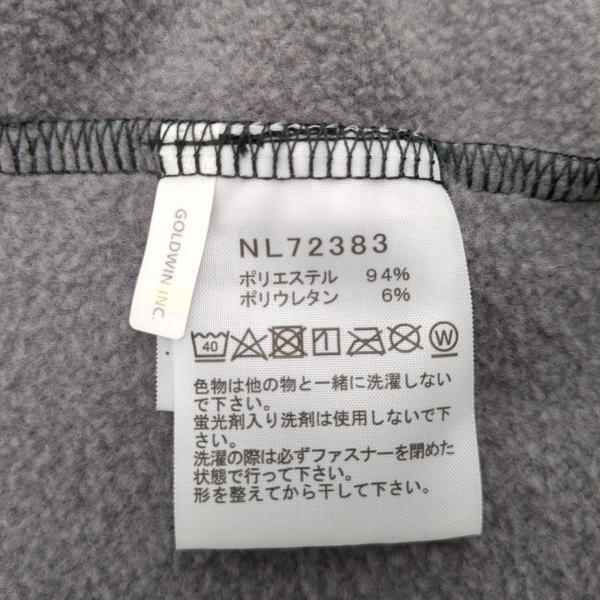 GOLDWIN INC.
NL72383
ポリエステル 94%
ポリウレタン 6%
40 W
色物は他の物と一緒に洗濯しない
で下さい。
蛍光剤入り洗剤は使用しないで下
さい。
洗濯の際は必ずファスナーを閉めた
状態で行って下さい。
形を整えてから干して下さい。